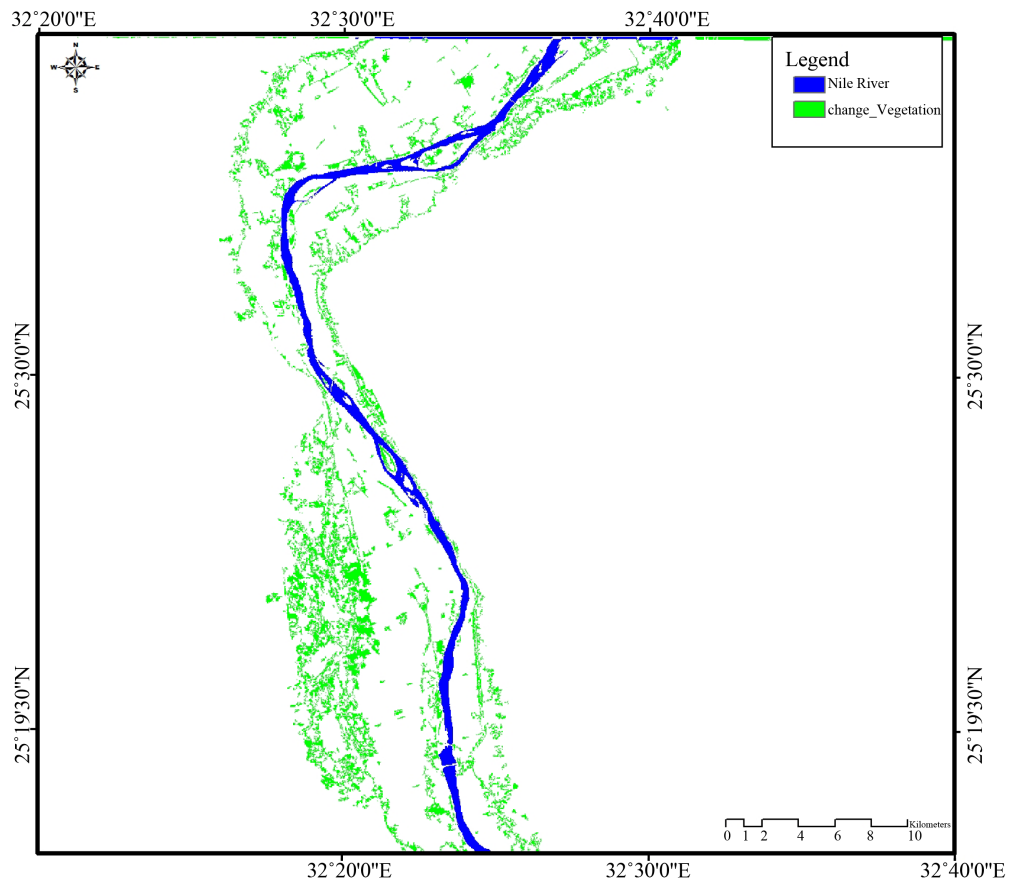 32°20'0"E 32°30'0"E 32°40'0"E
N
W E
S
Legend
Nile River
change_Vegetation
25°30'0"N
25°30'0"N
25°19'30"N
25°19'30"N
Kilometers
0 1 2 4 6 8 10
32°20'0"E 32°30'0"E 32°40'0"E